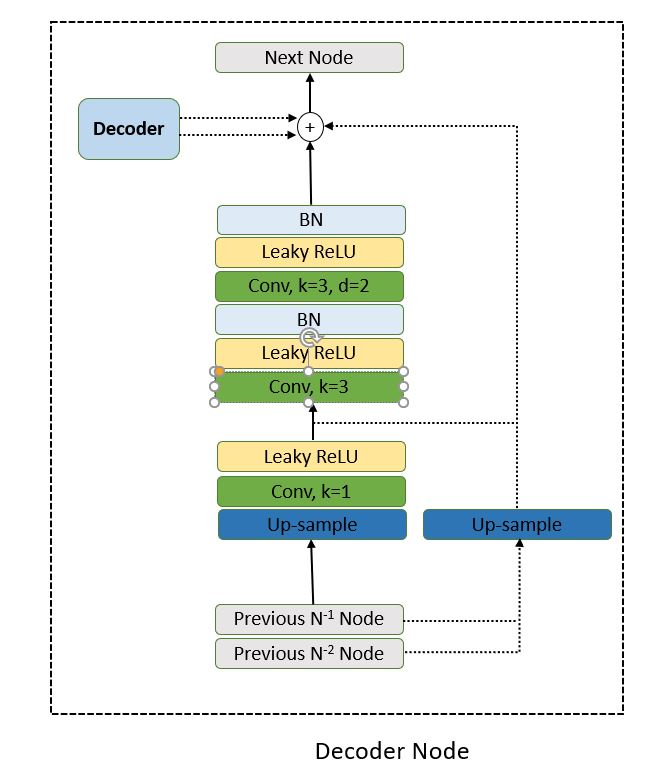 Next Node
Decoder
+
BN
Leaky ReLU
Conv, k=3, d=2
BN
Leaky ReLU
Conv, k=3
Leaky ReLU
Conv, k=1
Up-sample
Up-sample
Previous N⁻¹ Node
Previous N⁻² Node
Decoder Node